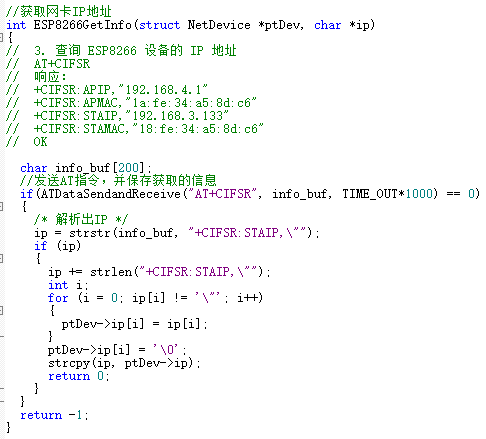 //获取网卡IP地址
int ESP8266GetInfo(struct NetDevice *ptDev, char *ip)
{
//  3. 查询 ESP8266 设备的 IP 地址
//  AT+CIFSR
//  响应:
//  +CIFSR:APIP,"192.168.4.1"
//  +CIFSR:APMAC,"1a:fe:34:a5:8d:c6"
//  +CIFSR:STAIP,"192.168.3.133"
//  +CIFSR:STAMAC,"18:fe:34:a5:8d:c6"
//  OK
  char info_buf[200];
  //发送AT指令，并保存获取的信息
  if(ATDataSendandReceive("AT+CIFSR", info_buf, TIME_OUT*1000) == 0)
  {
    /* 解析出IP */
    ip = strstr(info_buf, "+CIFSR:STAIP,\"");
    if (ip)
    {
      ip += strlen("+CIFSR:STAIP,\"");
      int i;
      for (i = 0; ip[i] != '\"'; i++)
      {
        ptDev->ip[i] = ip[i];
      }
      ptDev->ip[i] = '\0';
      strcpy(ip, ptDev->ip);
      return 0;
    }
  }
  return -1;
}